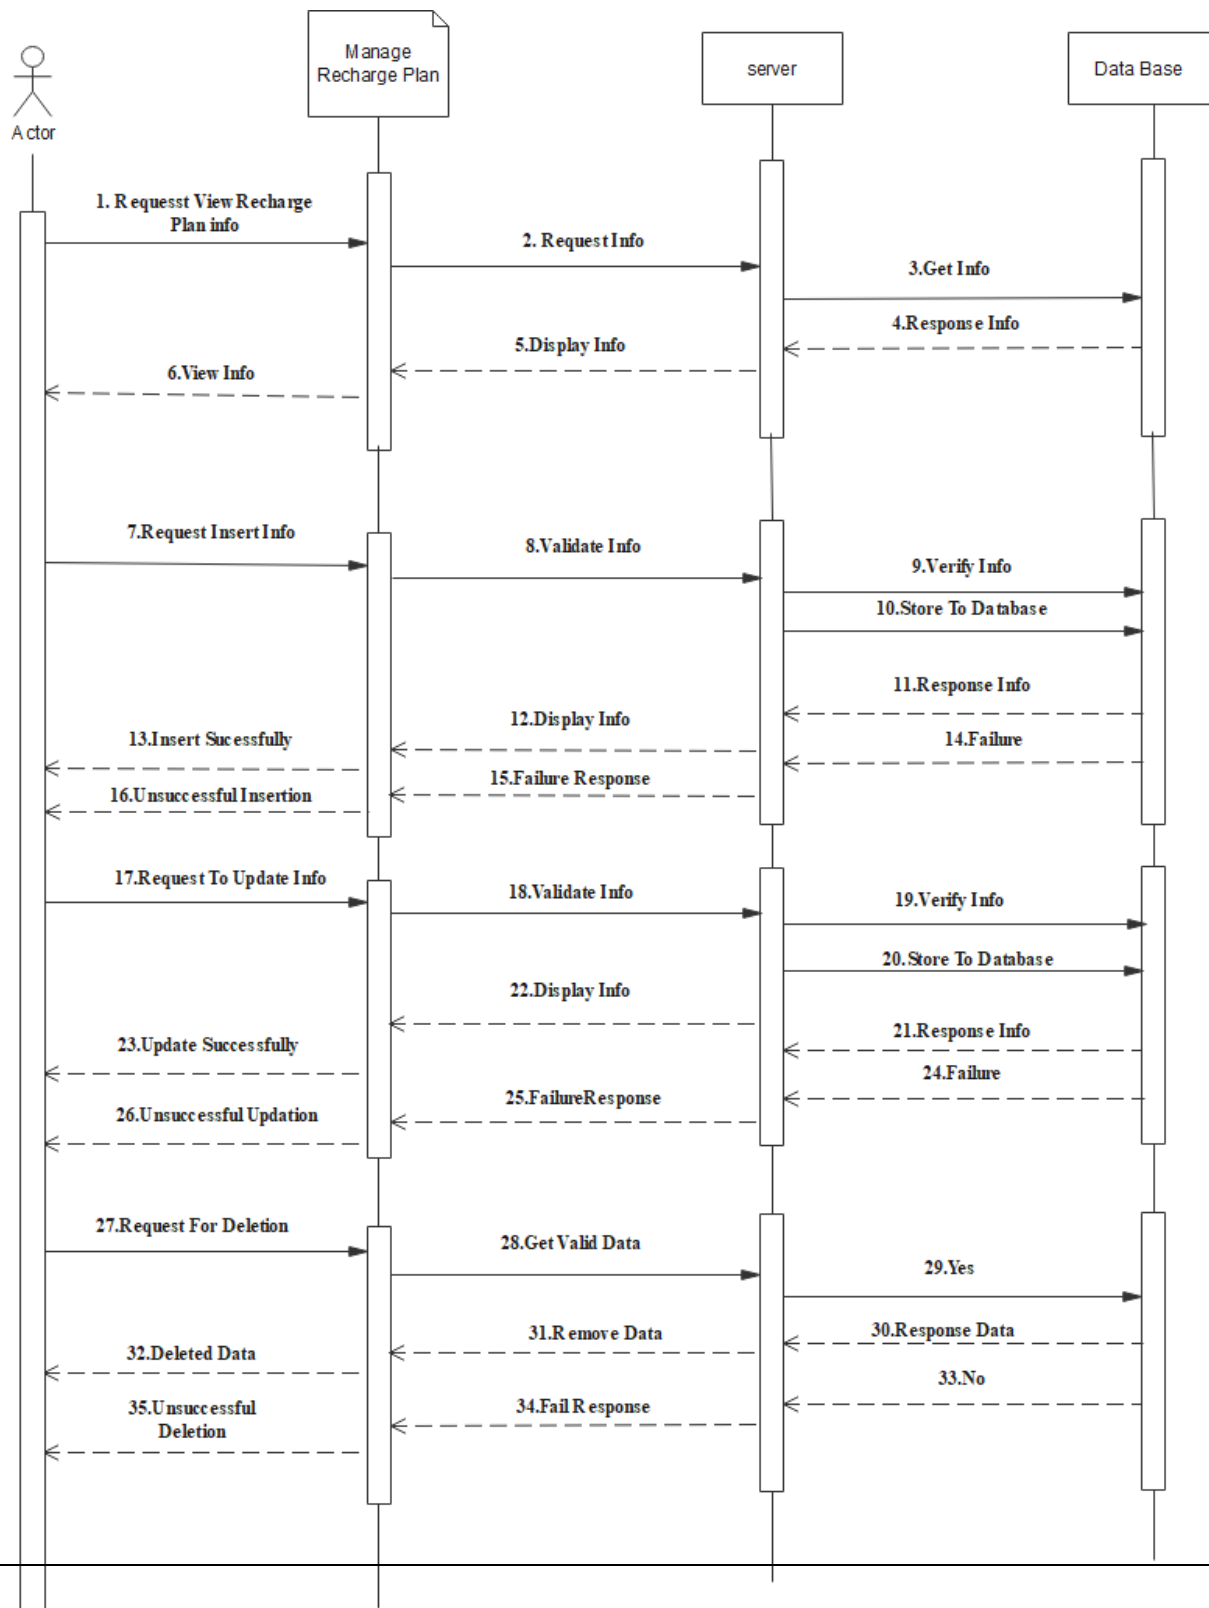 Manage
Recharge Plan
server
Data Base
Actor
1. Requesst View Recharge
Plan info
2. Request Info
3.Get Info
4.Response Info
5.Display Info
6.View Info
7.Request Insert Info
8.Validate Info
9.Verify Info
10.Store To Database
11.Response Info
12.Display Info
13.Insert Sucessfully
14.Failure
15.Failure Response
16.Unsuccessful Insertion
17.Request To Update Info
18.Validate Info
19.Verify Info
20.Store To Database
22.Display Info
21.Response Info
23.Update Successfully
24.Failure
25.FailureResponse
26.Unsuccessful Updation
27.Request For Deletion
28.Get Valid Data
29.Yes
30.Response Data
31.Remove Data
32.Deleted Data
33.No
34.Fail Response
35.Unsuccessful
Deletion